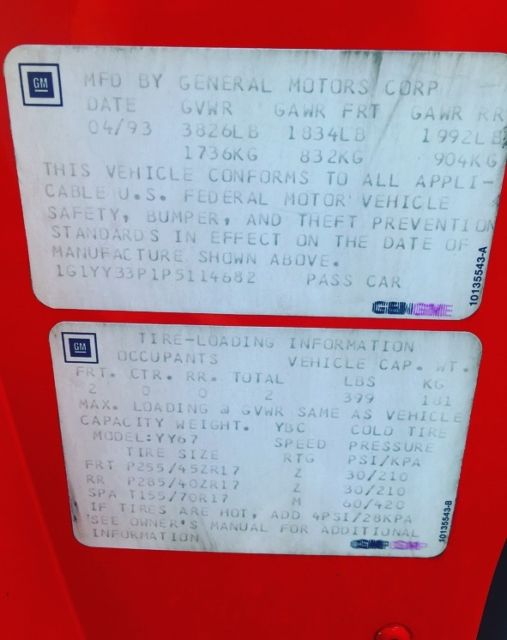 GM
MFD BY GENERAL MOTORS CORP
DATE GVWR GAWR FRT GAWR RR
04/93 3826LB 1834LB 1992LB
1736KG 832KG 904KG
THIS VEHICLE CONFORMS TO ALL APPLI-
CABLE U.S. FEDERAL MOTOR VEHICLE
SAFETY, BUMPER, AND THEFT PREVENTION
STANDARDS IN EFFECT ON THE DATE OF
MANUFACTURE SHOWN ABOVE.
1G1YY33P1P5114682 PASS CAR
10135543-A
GM
TIRE-LOADING INFORMATION
OCCUPANTS VEHICLE CAP. WT.
FRT. CTR. RR. TOTAL LBS KG
2 0 0 2 399 181
MAX. LOADING @ GVWR SAME AS VEHICLE
CAPACITY WEIGHT. YBC COLD TIRE
MODEL:YY67 SPEED PRESSURE
TIRE SIZE RTG PSI/KPA
FRT P255/45ZR17 Z 30/210
RR P285/40ZR17 Z 30/210
SPA T155/70R17 M 60/420
IF TIRES ARE HOT, ADD 4PSI/28KPA
SEE OWNER'S MANUAL FOR ADDITIONAL
INFORMATION
10135543-B